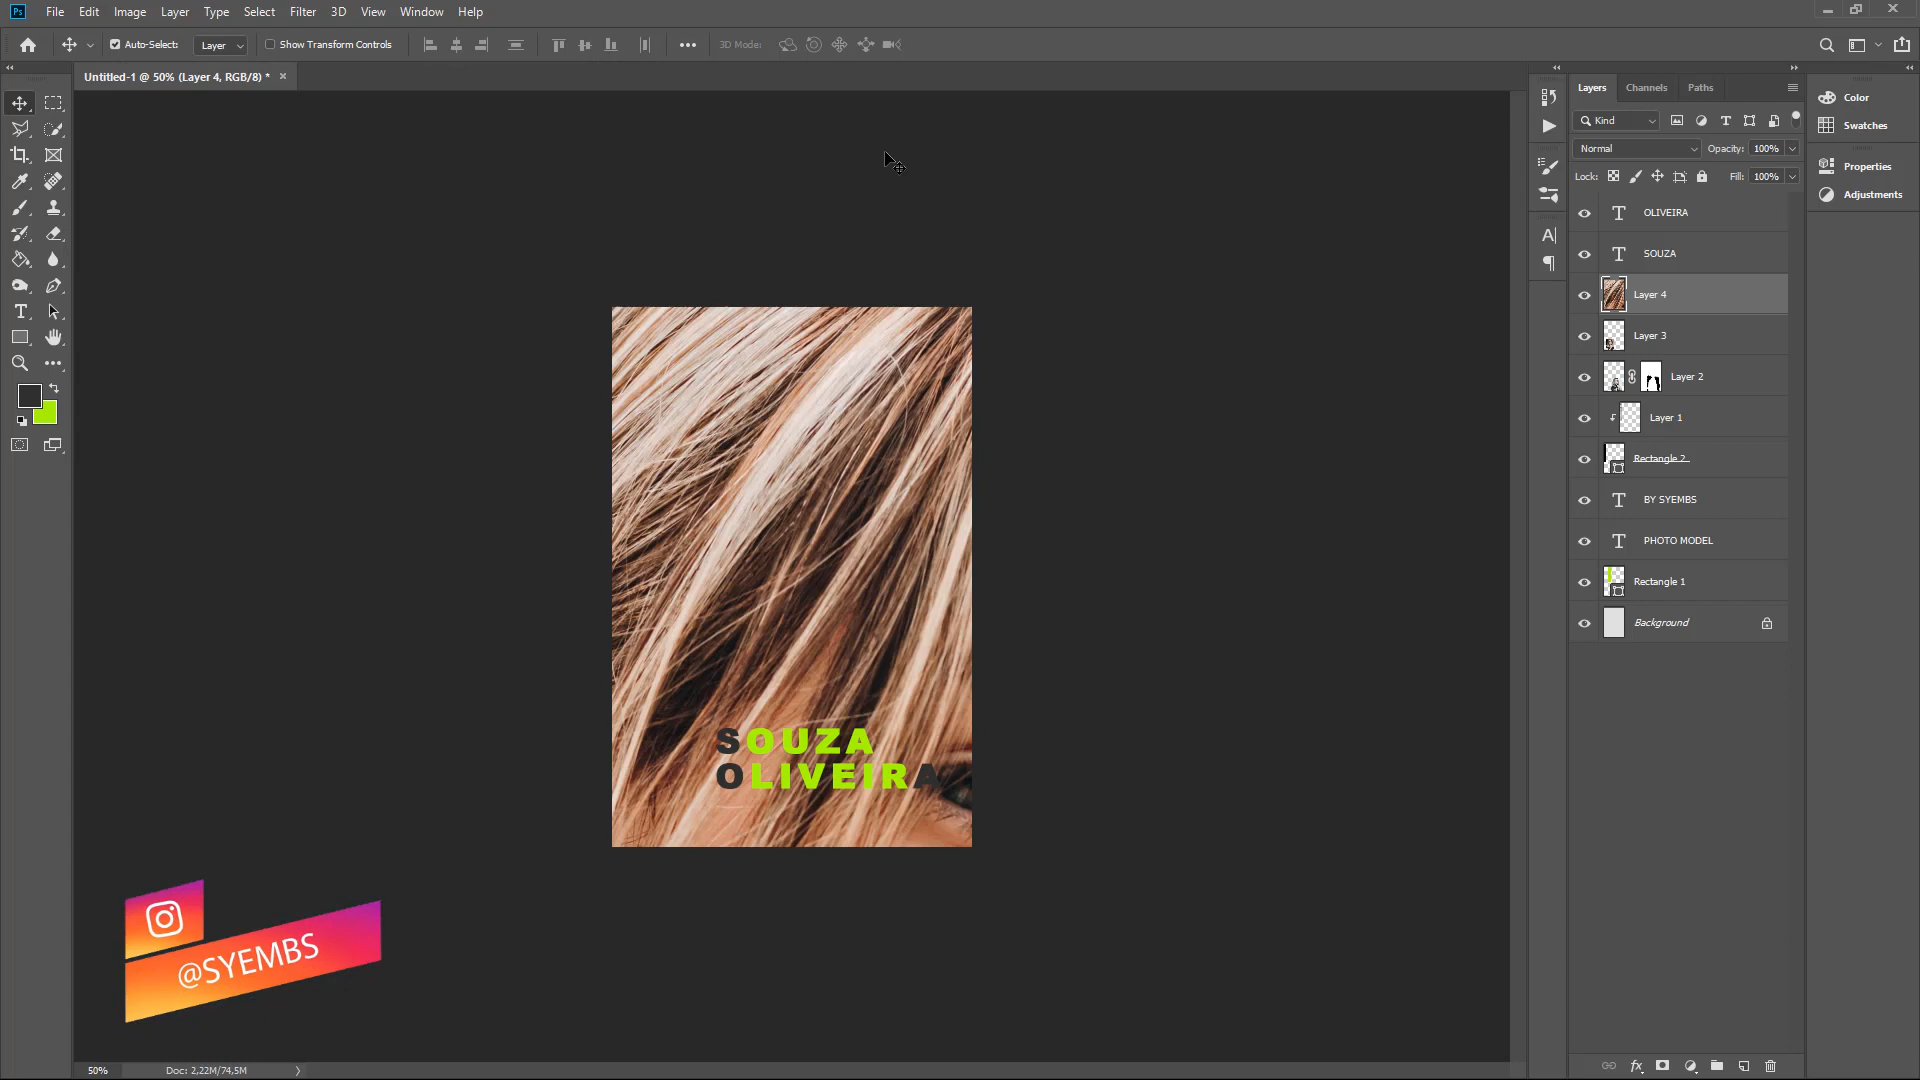 Ps File Edit Image Layer Type Select Filter 3D View Window Help
Auto-Select: Layer Show Transform Controls 3D Mode:
Untitled-1 @ 50% (Layer 4, RGB/8) *
Layers Channels Paths
Kind
Normal Opacity: 100%
Lock: Fill: 100%
OLIVEIRA
SOUZA
Layer 4
Layer 3
Layer 2
Layer 1
Rectangle 2
BY SYEMBS
PHOTO MODEL
Rectangle 1
Background
Color
Swatches
Properties
Adjustments
SOUZA
OLIVEIRA
@SYEMBS
50% Doc: 2,22M/74,5M